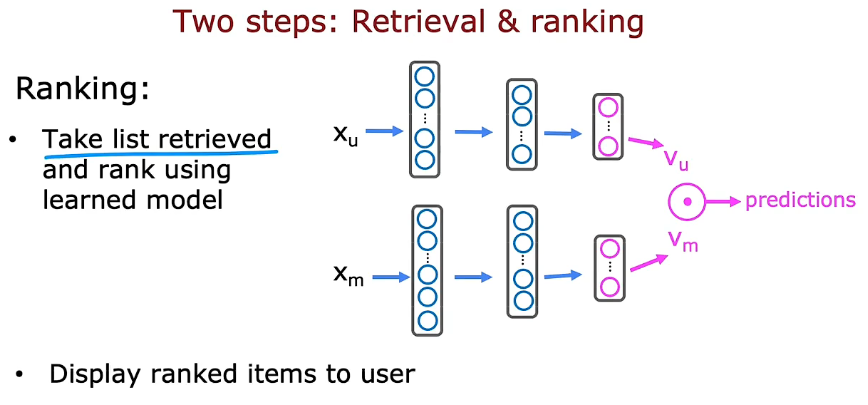 Two steps: Retrieval & ranking
Ranking:
• Take list retrieved
and rank using
learned model
x_u
v_u
predictions
v_m
x_m
• Display ranked items to user